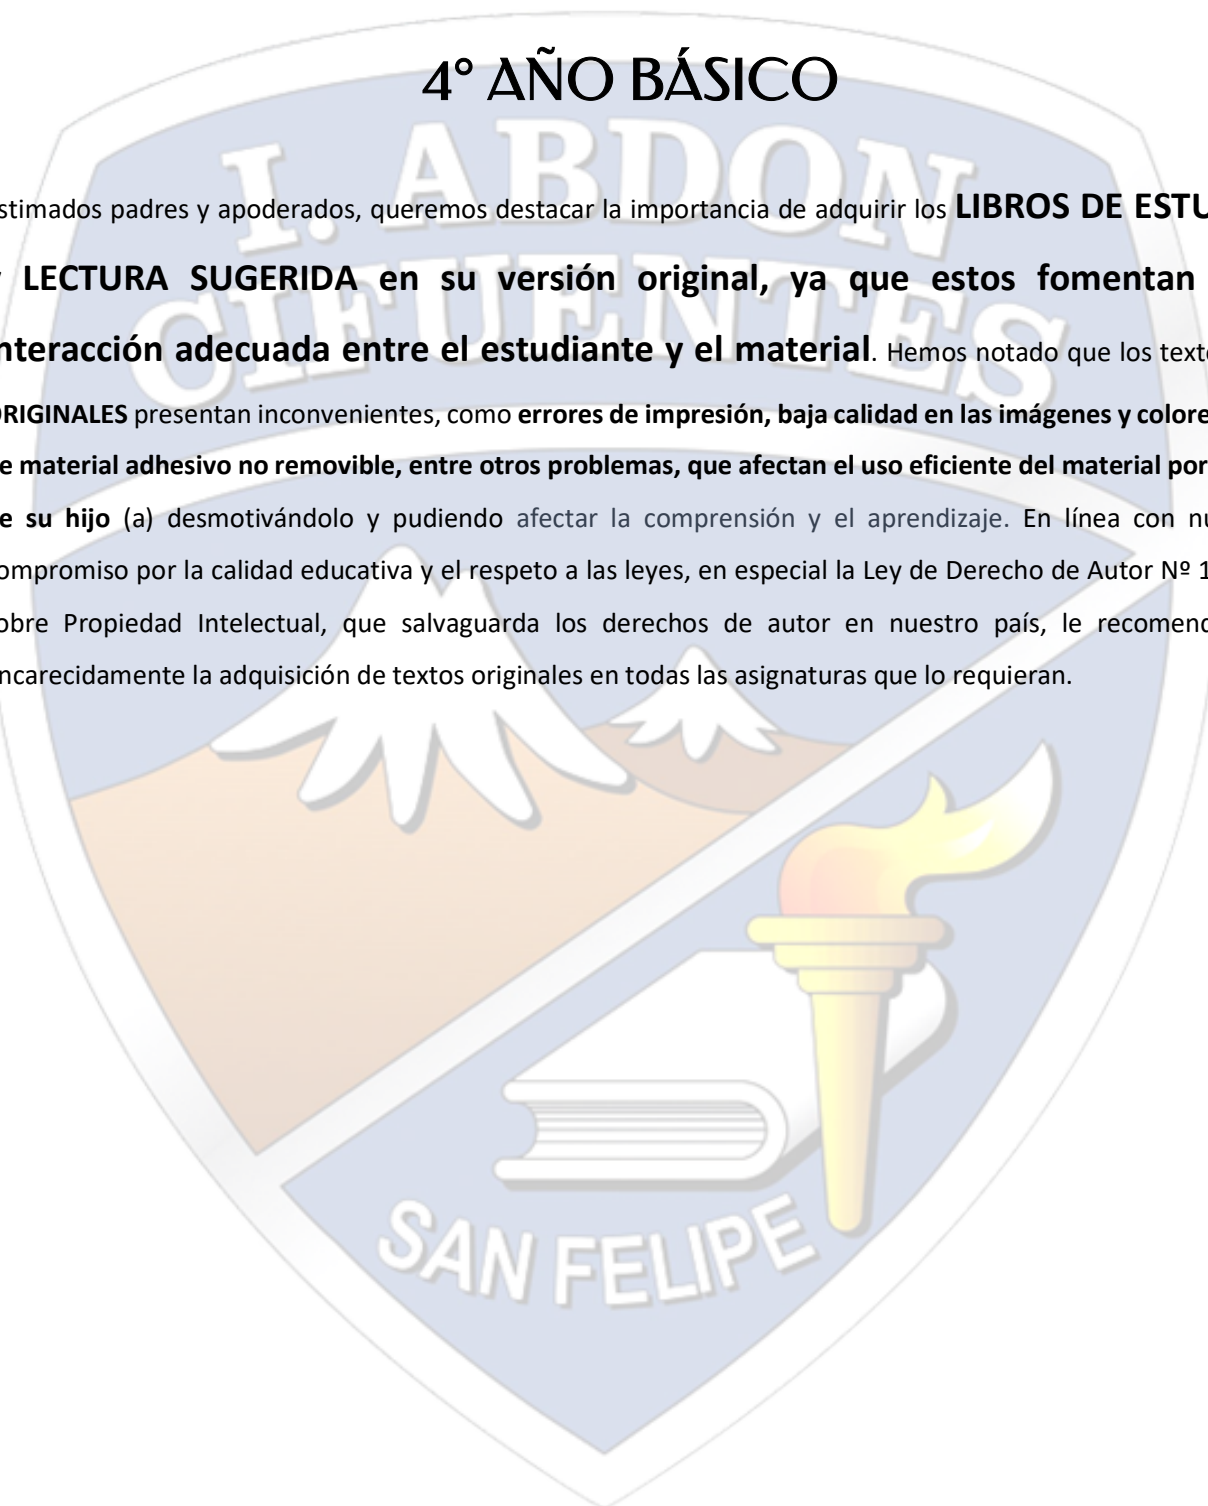 4° AÑO BÁSICO
I. ABDON
CIFUENTES
stimados padres y apoderados, queremos destacar la importancia de adquirir los LIBROS DE ESTU
LECTURA SUGERIDA en su versión original, ya que estos fomentan
nteracción adecuada entre el estudiante y el material. Hemos notado que los texto
ORIGINALES presentan inconvenientes, como errores de impresión, baja calidad en las imágenes y colore
e material adhesivo no removible, entre otros problemas, que afectan el uso eficiente del material por
e su hijo (a) desmotivándolo y pudiendo afectar la comprensión y el aprendizaje. En línea con nu
ompromiso por la calidad educativa y el respeto a las leyes, en especial la Ley de Derecho de Autor Nº 1
obre Propiedad Intelectual, que salvaguarda los derechos de autor en nuestro país, le recomend
ncarecidamente la adquisición de textos originales en todas las asignaturas que lo requieran.
SAN FELIPE